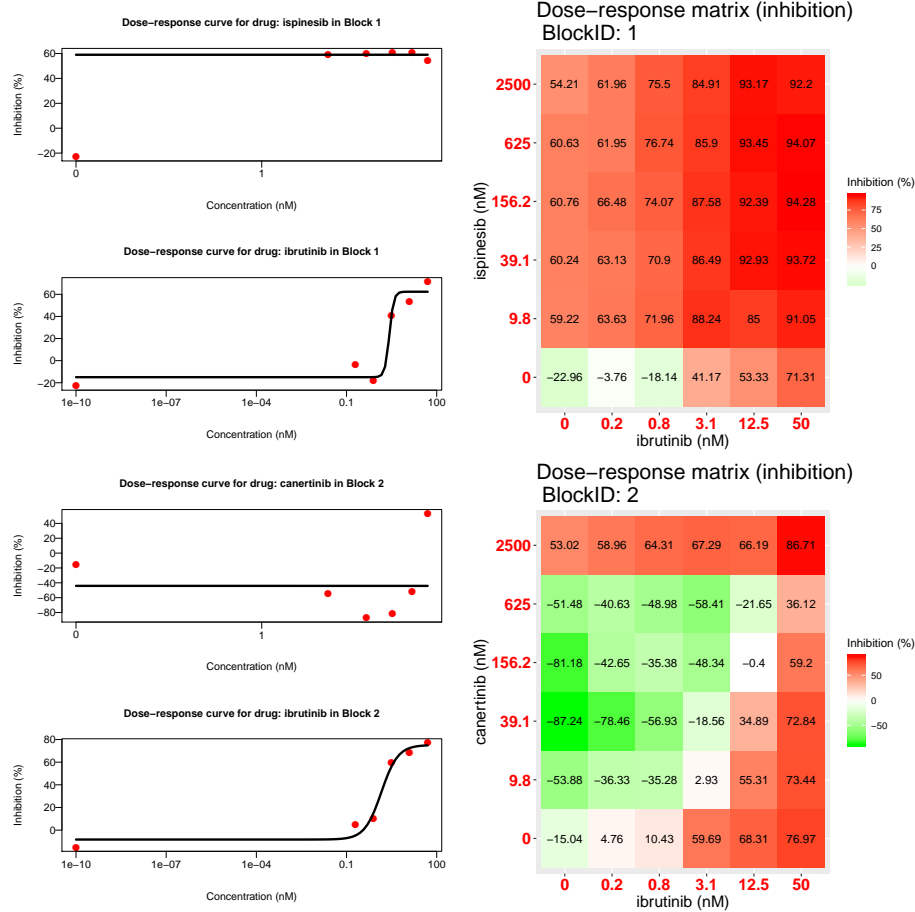 Dose−response curve for drug: ispinesib in Block 1
Inhibition (%)
60
40
20
0
−20
0
1
Concentration (nM)
Dose−response curve for drug: ibrutinib in Block 1
Inhibition (%)
60
40
20
0
−20
1e−10
1e−07
1e−04
0.1
100
Concentration (nM)
Dose−response matrix (inhibition)
BlockID: 1
ispinesib (nM)
2500 54.21 61.96 75.5 84.91 93.17 92.2
625 60.63 61.95 76.74 85.9 93.45 94.07
156.2 60.76 66.48 74.07 87.58 92.39 94.28
39.1 60.24 63.13 70.9 86.49 92.93 93.72
9.8 59.22 63.63 71.96 88.24 85 91.05
0 −22.96 −3.76 −18.14 41.17 53.33 71.31
0 0.2 0.8 3.1 12.5 50
ibrutinib (nM)
Inhibition (%)
75
50
25
0
Dose−response curve for drug: canertinib in Block 2
Inhibition (%)
40
20
0
−20
−40
−60
−80
0
1
Concentration (nM)
Dose−response curve for drug: ibrutinib in Block 2
Inhibition (%)
80
60
40
20
0
1e−10
1e−07
1e−04
0.1
100
Concentration (nM)
Dose−response matrix (inhibition)
BlockID: 2
canertinib (nM)
2500 53.02 58.96 64.31 67.29 66.19 86.71
625 −51.48 −40.63 −48.98 −58.41 −21.65 36.12
156.2 −81.18 −42.65 −35.38 −48.34 −0.4 59.2
39.1 −87.24 −78.46 −56.93 −18.56 34.89 72.84
9.8 −53.88 −36.33 −35.28 2.93 55.31 73.44
0 −15.04 4.76 10.43 59.69 68.31 76.97
0 0.2 0.8 3.1 12.5 50
ibrutinib (nM)
Inhibition (%)
50
0
−50